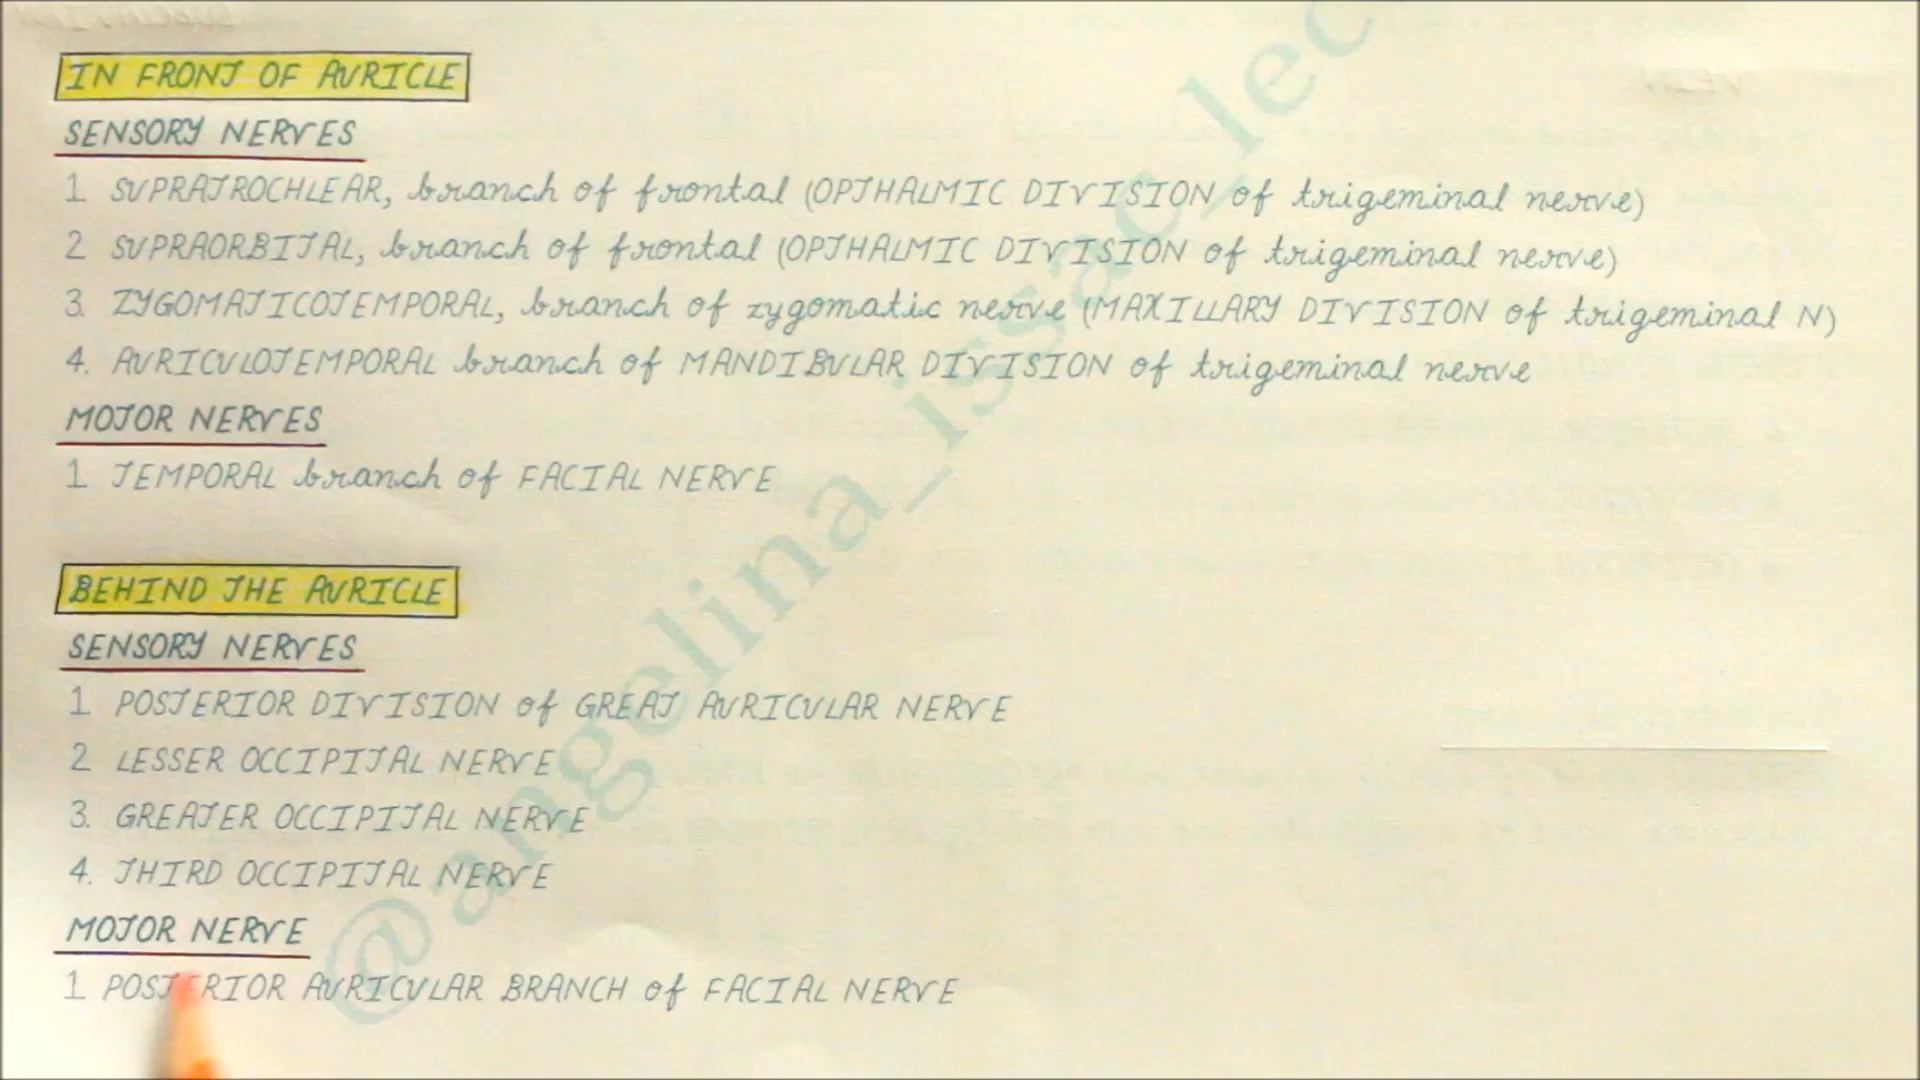 IN FRONT OF AURICLE
SENSORY NERVES
1 SUPRATROCHLEAR, branch of frontal (OPTHALMIC DIVISION of trigeminal nerve)
2 SUPRAORBITAL, branch of frontal (OPTHALMIC DIVISION of trigeminal nerve)
3. ZYGOMATICOTEMPORAL, branch of zygomatic nerve (MAXILLARY DIVISION of trigeminal N)
4. AURICULOTEMPORAL branch of MANDIBULAR DIVISION of trigeminal nerve
MOTOR NERVES
1 TEMPORAL branch of FACIAL NERVE
BEHIND THE AURICLE
SENSORY NERVES
1 POSTERIOR DIVISION of GREAT AURICULAR NERVE
2 LESSER OCCIPITAL NERVE
3. GREATER OCCIPITAL NERVE
4. THIRD OCCIPITAL NERVE
MOTOR NERVE
1 POSTERIOR AURICULAR BRANCH of FACIAL NERVE
@angelina_issac_lec